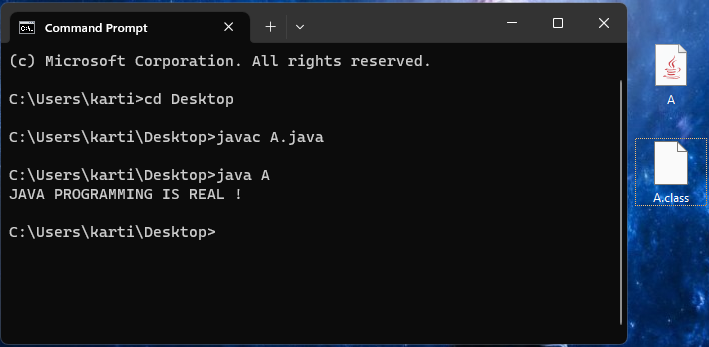 Command Prompt
(c) Microsoft Corporation. All rights reserved.
C:\Users\karti>cd Desktop
C:\Users\karti\Desktop>javac A.java
C:\Users\karti\Desktop>java A
JAVA PROGRAMMING IS REAL !
C:\Users\karti\Desktop>
A
A.class